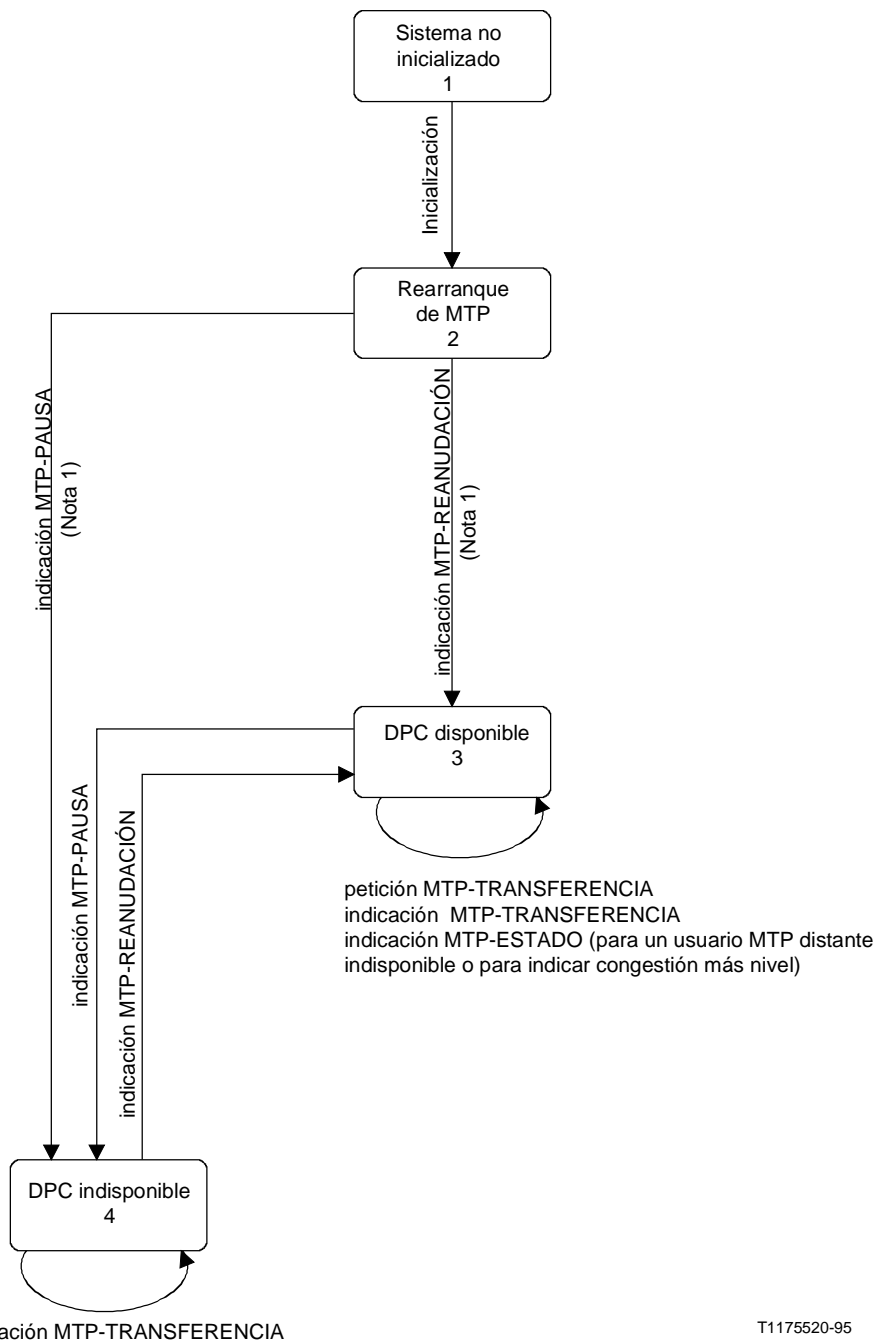 Sistema no
inicializado
1
Inicialización
Rearranque
de MTP
2
indicación MTP-PAUSA
(Nota 1)
indicación MTP-REANUDACIÓN
(Nota 1)
DPC disponible
3
indicación MTP-PAUSA
indicación MTP-REANUDACIÓN
petición MTP-TRANSFERENCIA
indicación MTP-TRANSFERENCIA
indicación MTP-ESTADO (para un usuario MTP distante
indisponible o para indicar congestión más nivel)
DPC indisponible
4
ación MTP-TRANSFERENCIA
T1175520-95